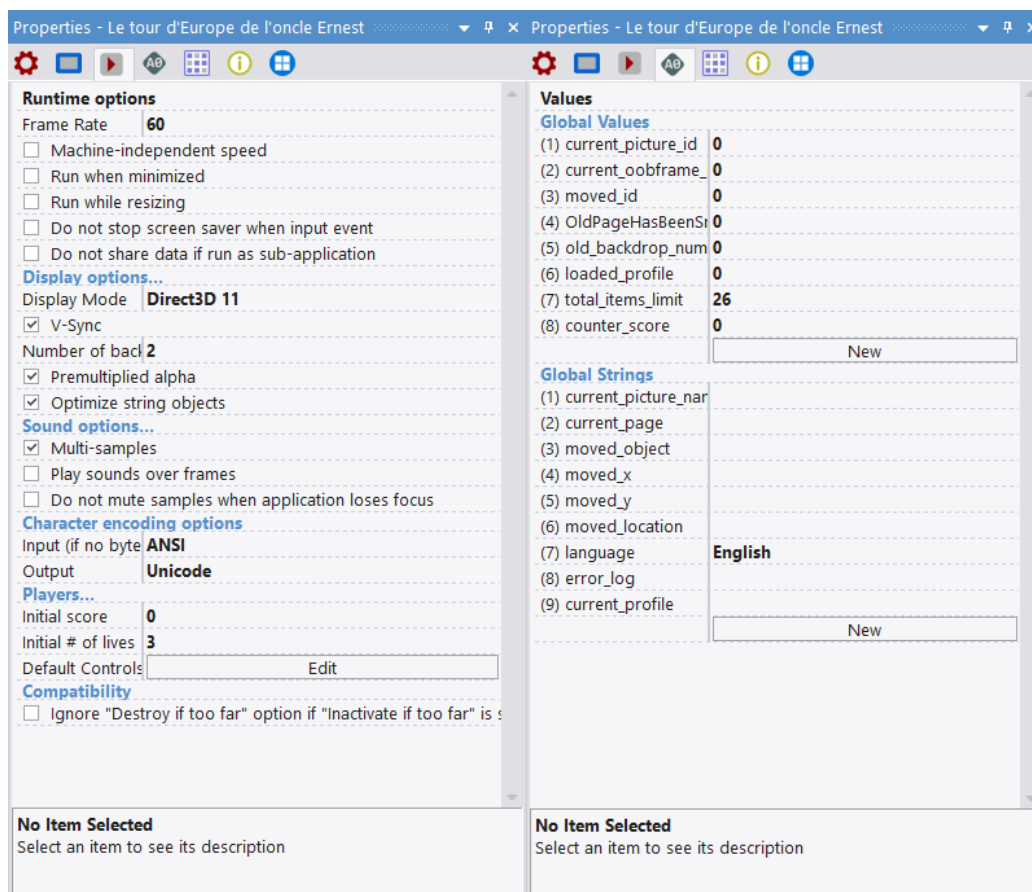 Properties - Le tour d'Europe de l'oncle Ernest
Runtime options
Frame Rate 60
Machine-independent speed
Run when minimized
Run while resizing
Do not stop screen saver when input event
Do not share data if run as sub-application
Display options...
Display Mode Direct3D 11
V-Sync
Number of back 2
Premultiplied alpha
Optimize string objects
Sound options...
Multi-samples
Play sounds over frames
Do not mute samples when application loses focus
Character encoding options
Input (if no byte ANSI
Output Unicode
Players...
Initial score 0
Initial # of lives 3
Default Controls Edit
Compatibility
Ignore "Destroy if too far" option if "Inactivate if too far" is s
No Item Selected
Select an item to see its description
Properties - Le tour d'Europe de l'oncle Ernest
Values
Global Values
(1) current_picture_id 0
(2) current_oobframe_ 0
(3) moved_id 0
(4) OldPageHasBeenSr 0
(5) old_backdrop_num 0
(6) loaded_profile 0
(7) total_items_limit 26
(8) counter_score 0
New
Global Strings
(1) current_picture_nar
(2) current_page
(3) moved_object
(4) moved_x
(5) moved_y
(6) moved_location
(7) language English
(8) error_log
(9) current_profile
New
No Item Selected
Select an item to see its description